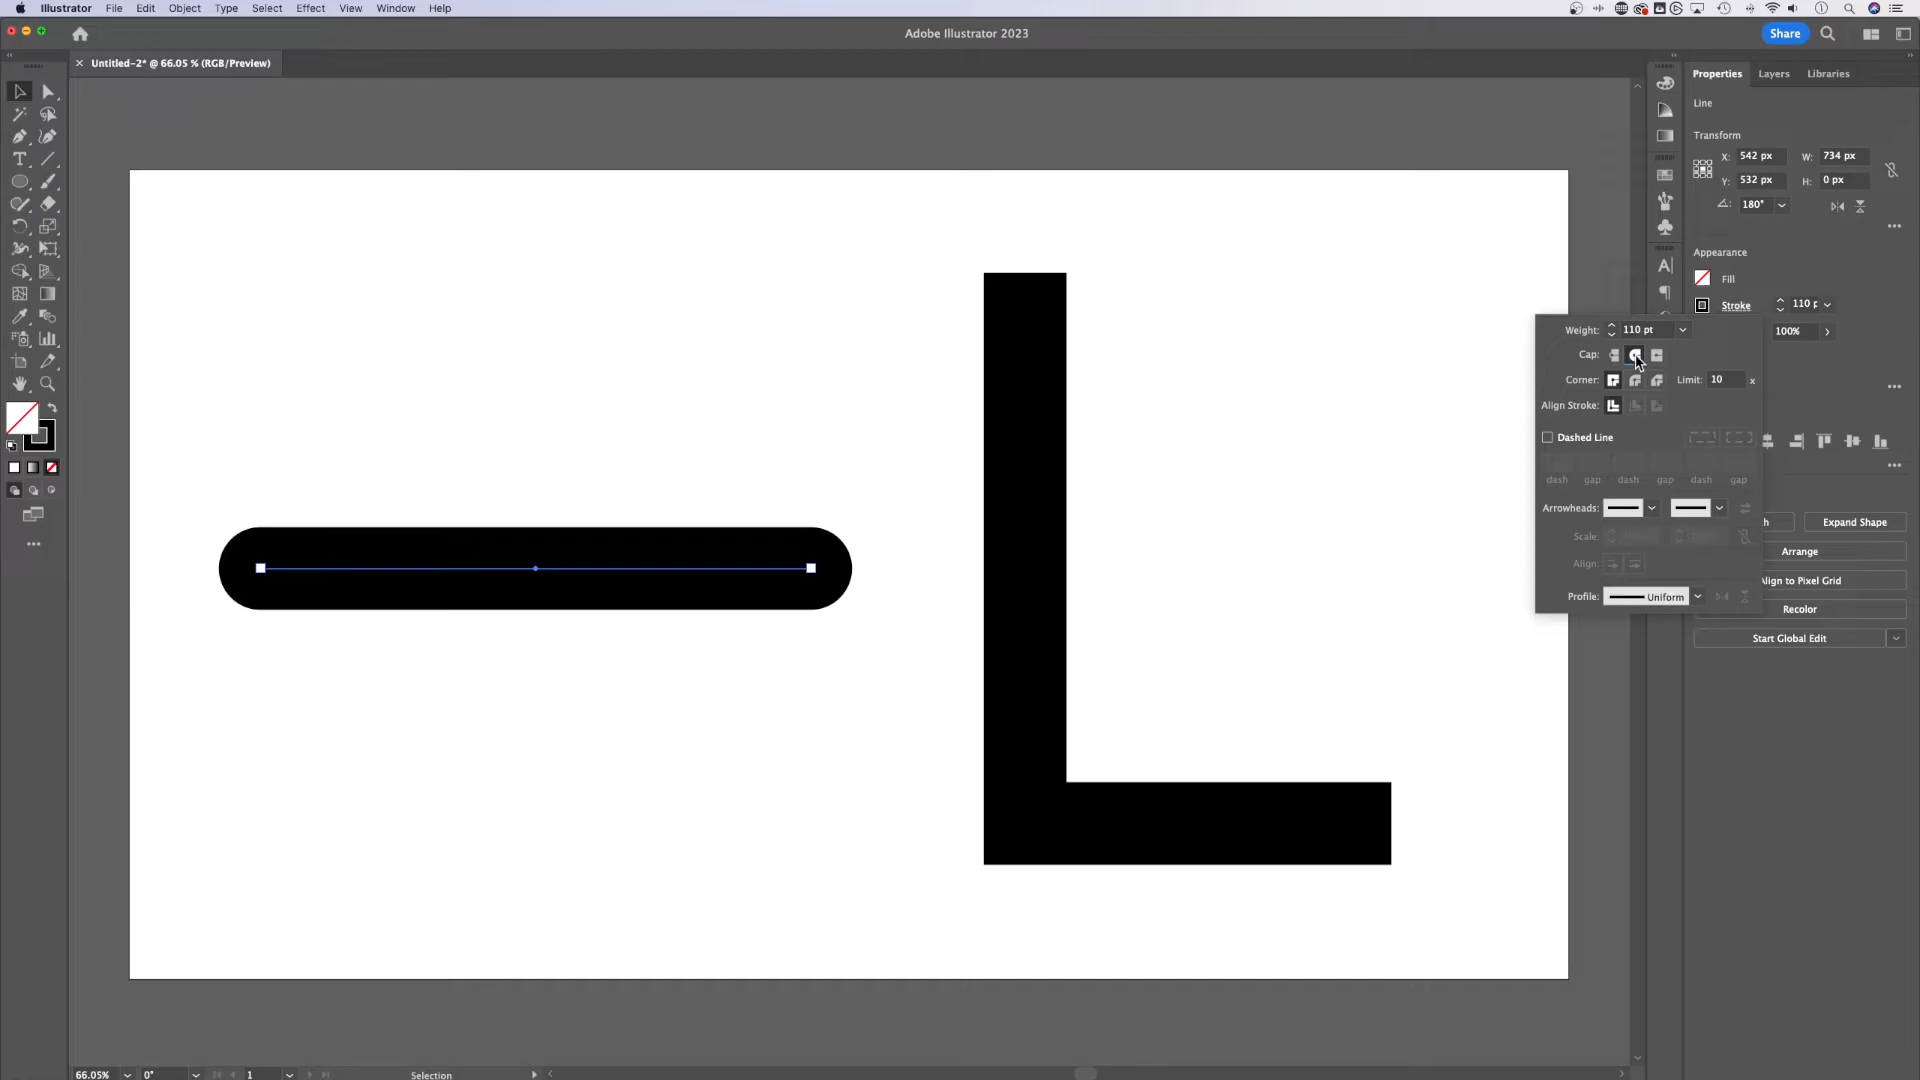 Illustrator File Edit Object Type Select Effect View Window Help
Adobe Illustrator 2023
Share
× Untitled-2* @ 66.05 % (RGB/Preview)
Properties Layers Libraries
Line
Transform
X: 542 px W: 734 px
Y: 532 px H: 0 px
180°
Appearance
Fill
Stroke 110 p
100%
Weight: 110 pt
Cap:
Corner: Limit: 10 x
Align Stroke:
Dashed Line
dash gap dash gap dash gap
Arrowheads:
Scale:
Align:
Profile: Uniform
th Expand Shape
Arrange
Align to Pixel Grid
Recolor
Start Global Edit
66.05% 0° 1 Selection